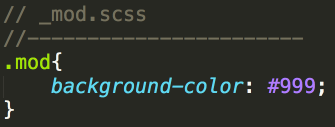 // _mod.scss
//-----------------------
.mod{
    background-color: #999;
}